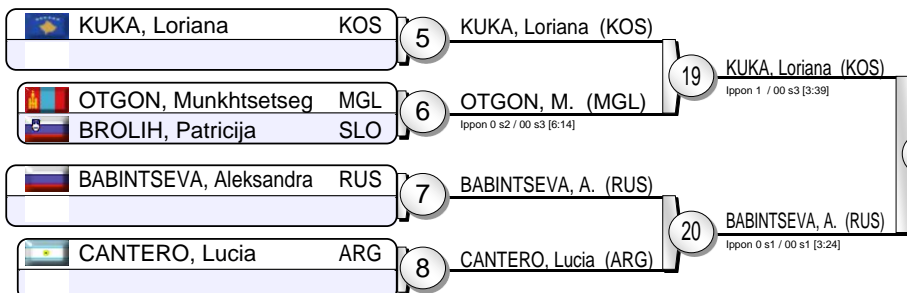 KUKA, Loriana KOS
5
KUKA, Loriana (KOS)
OTGON, Munkhtsetseg MGL
BROLIH, Patricija SLO
6
OTGON, M. (MGL)
Ippon 0 s2 / 00 s3 [6:14]
19
KUKA, Loriana (KOS)
Ippon 1 / 00 s3 [3:39]
BABINTSEVA, Aleksandra RUS
7
BABINTSEVA, A. (RUS)
CANTERO, Lucia ARG
8
CANTERO, Lucia (ARG)
20
BABINTSEVA, A. (RUS)
Ippon 0 s1 / 00 s1 [3:24]